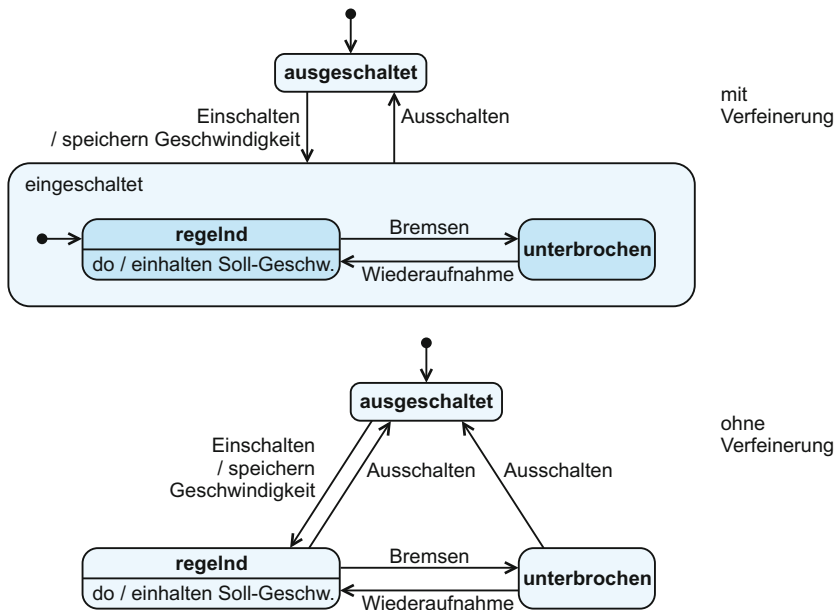 ausgeschaltet
Einschalten
/ speichern Geschwindigkeit
Ausschalten
mit
Verfeinerung
eingeschaltet
regelnd
do / einhalten Soll-Geschw.
Bremsen
Wiederaufnahme
unterbrochen
ausgeschaltet
ohne
Verfeinerung
Einschalten
/ speichern
Geschwindigkeit
Ausschalten
Ausschalten
regelnd
do / einhalten Soll-Geschw.
Bremsen
Wiederaufnahme
unterbrochen